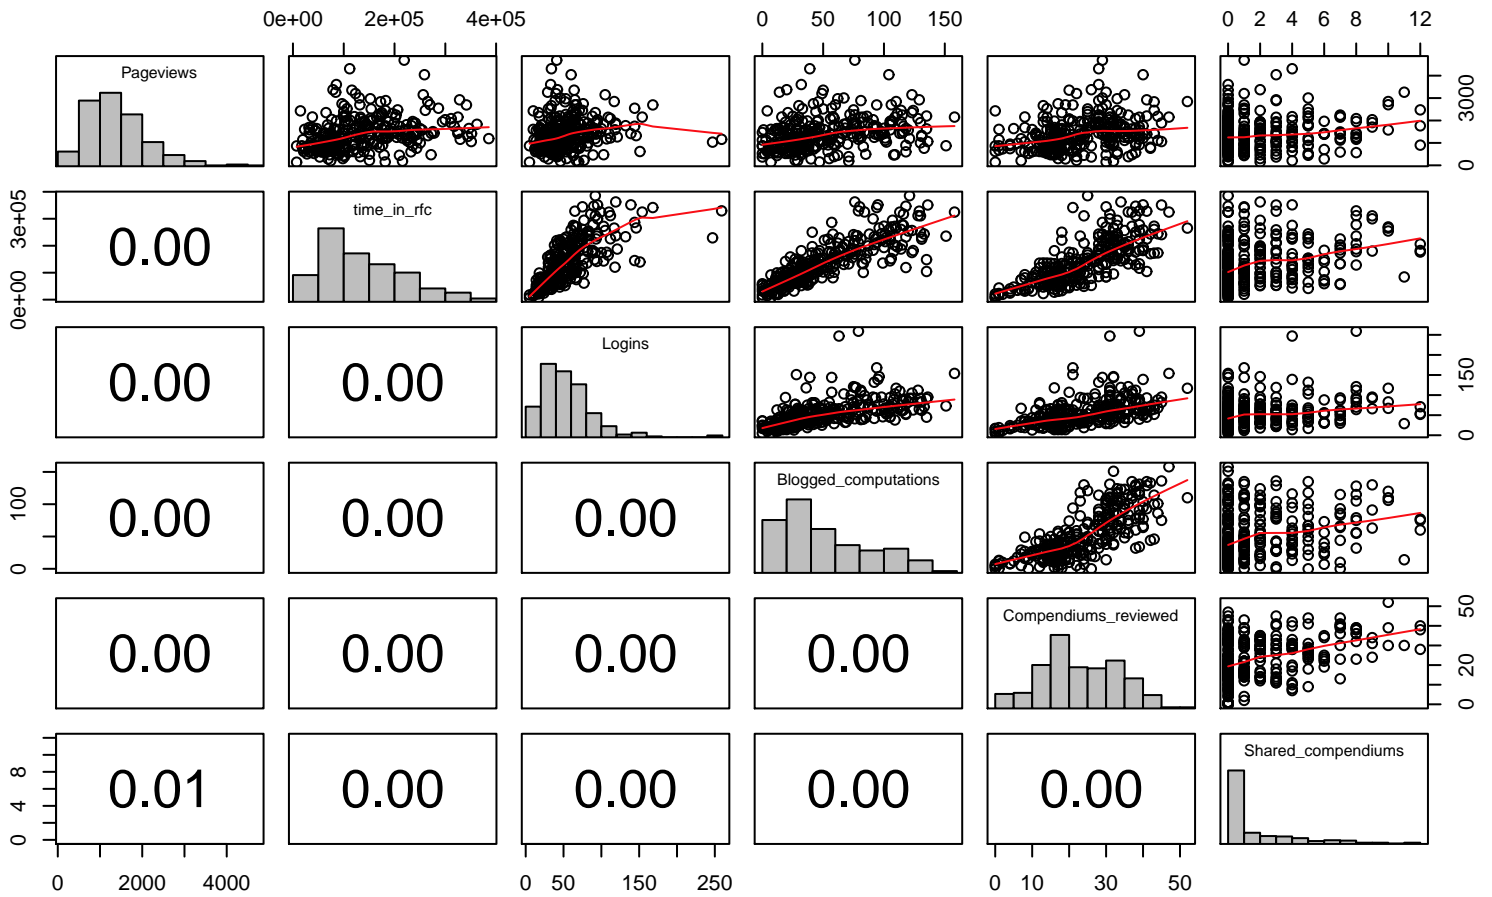 0e+00 2e+05 4e+05 0 50 100 150 0 2 4 6 8 12
Pageviews
0 3000
0e+00 3e+05
0.00
time_in_rfc
0.00 0.00
Logins
0 150
0 100
0.00 0.00 0.00
Blogged_computations
0.00 0.00 0.00 0.00
Compendiums_reviewed
0 20 50
0 4 8
0.01 0.00 0.00 0.00 0.00
Shared_compendiums
0 2000 4000 0 50 150 250 0 10 30 50